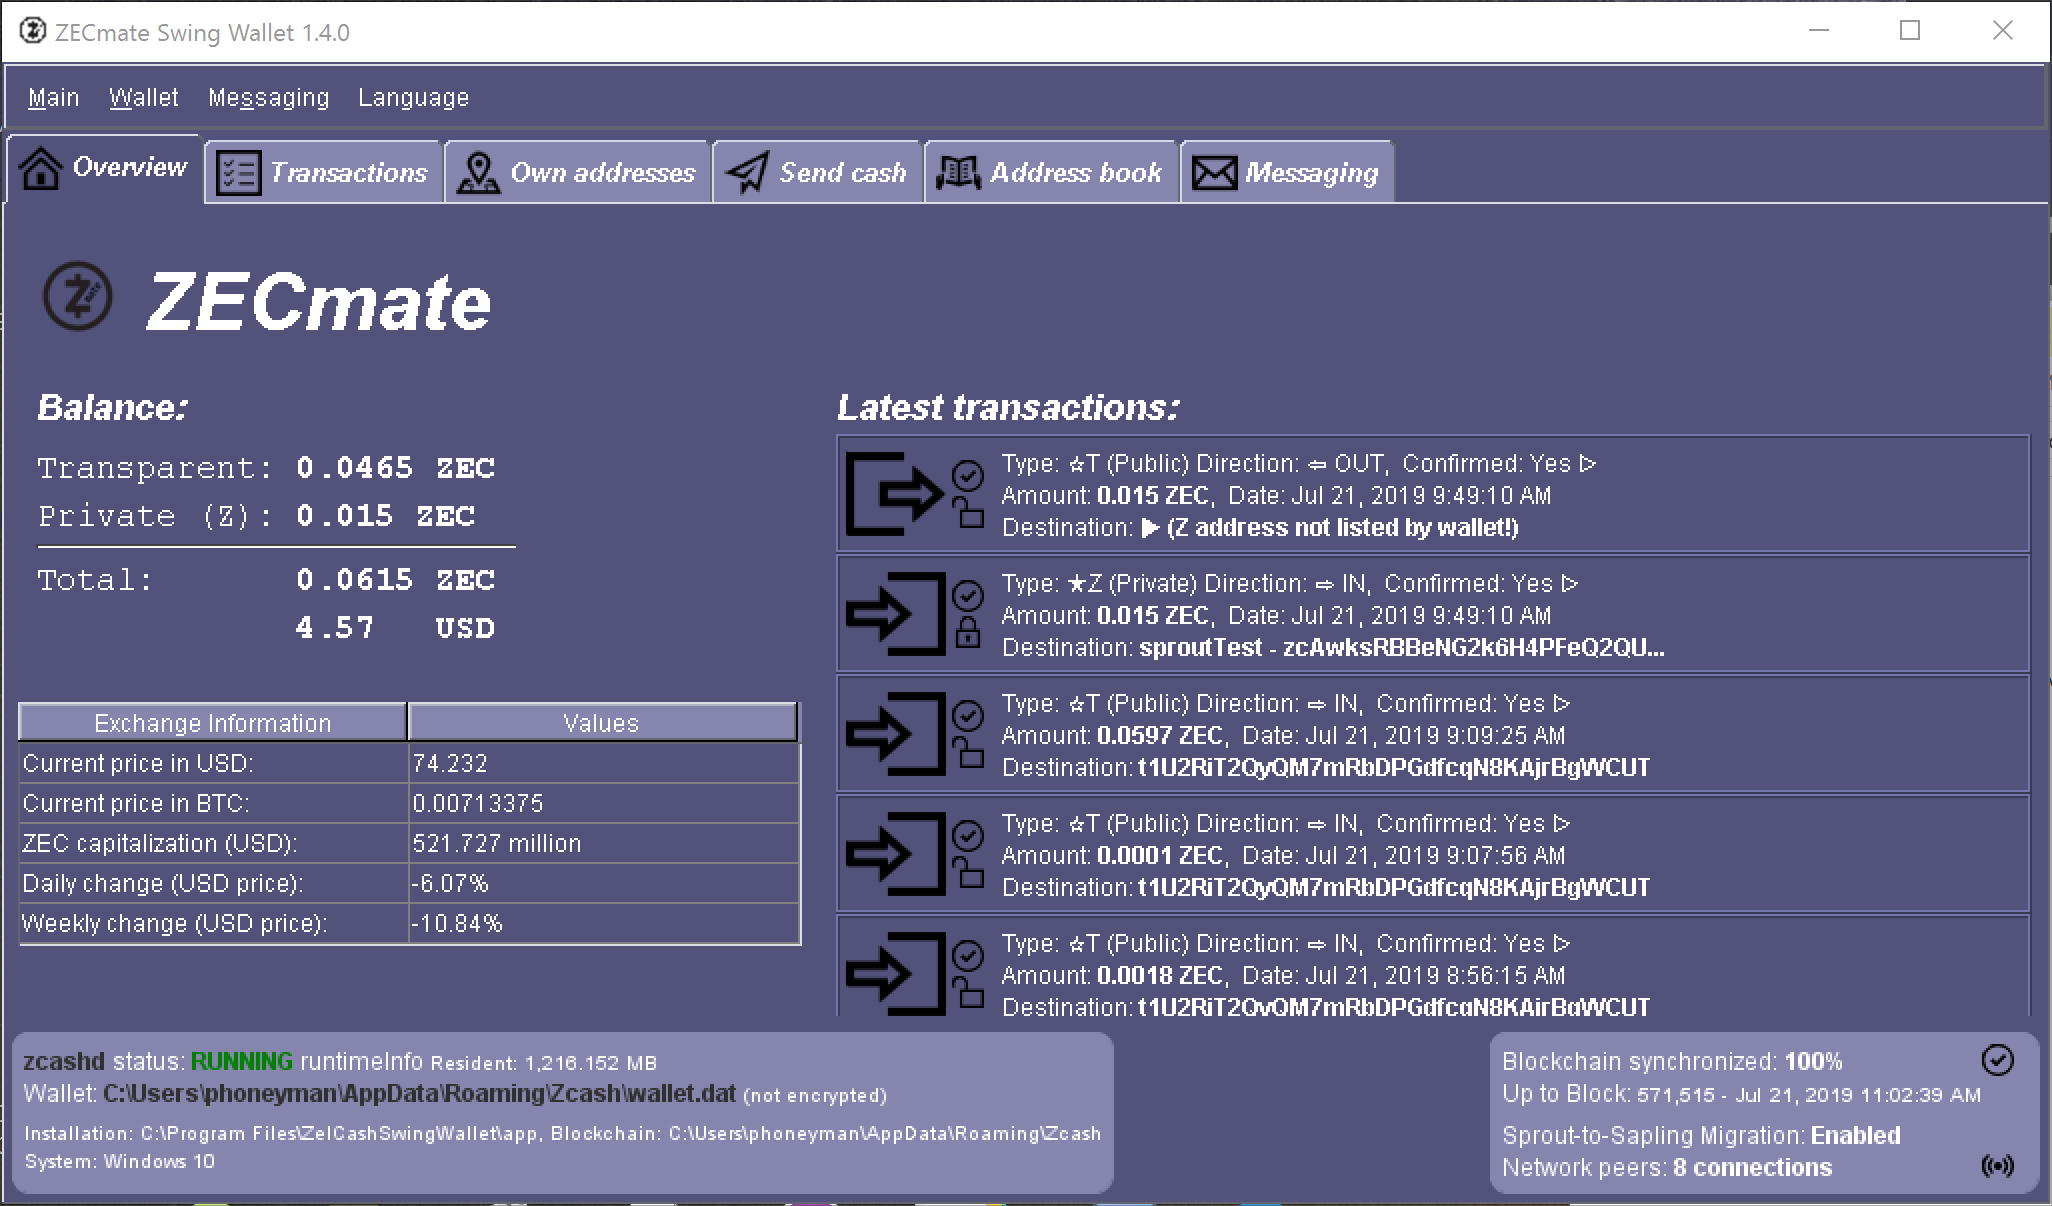 ZECmate Swing Wallet 1.4.0
Main Wallet Messaging Language
Overview Transactions Own addresses Send cash Address book Messaging
ZECmate
Balance:
Transparent: 0.0465 ZEC
Private (Z): 0.015 ZEC
Total: 0.0615 ZEC
4.57 USD
Exchange Information Values
Current price in USD: 74.232
Current price in BTC: 0.00713375
ZEC capitalization (USD): 521.727 million
Daily change (USD price): -6.07%
Weekly change (USD price): -10.84%
Latest transactions:
Type: ☆T (Public) Direction: ⇦ OUT, Confirmed: Yes ▷
Amount: 0.015 ZEC, Date: Jul 21, 2019 9:49:10 AM
Destination: ▶ (Z address not listed by wallet!)
Type: ★Z (Private) Direction: ⇨ IN, Confirmed: Yes ▷
Amount: 0.015 ZEC, Date: Jul 21, 2019 9:49:10 AM
Destination: sproutTest - zcAwksRBBeNG2k6H4PFeQ2QU...
Type: ☆T (Public) Direction: ⇨ IN, Confirmed: Yes ▷
Amount: 0.0597 ZEC, Date: Jul 21, 2019 9:09:25 AM
Destination: t1U2RiT2QyQM7mRbDPGdfcqN8KAjrBgWCUT
Type: ☆T (Public) Direction: ⇨ IN, Confirmed: Yes ▷
Amount: 0.0001 ZEC, Date: Jul 21, 2019 9:07:56 AM
Destination: t1U2RiT2QyQM7mRbDPGdfcqN8KAjrBgWCUT
Type: ☆T (Public) Direction: ⇨ IN, Confirmed: Yes ▷
Amount: 0.0018 ZEC, Date: Jul 21, 2019 8:56:15 AM
Destination: t1U2RiT2QyQM7mRbDPGdfcqN8KAjrBgWCUT
zcashd status: RUNNING runtimeInfo Resident: 1,216.152 MB
Wallet: C:\Users\phoneyman\AppData\Roaming\Zcash\wallet.dat (not encrypted)
Installation: C:\Program Files\ZelCashSwingWallet\app, Blockchain: C:\Users\phoneyman\AppData\Roaming\Zcash
System: Windows 10
Blockchain synchronized: 100%
Up to Block: 571,515 - Jul 21, 2019 11:02:39 AM
Sprout-to-Sapling Migration: Enabled
Network peers: 8 connections